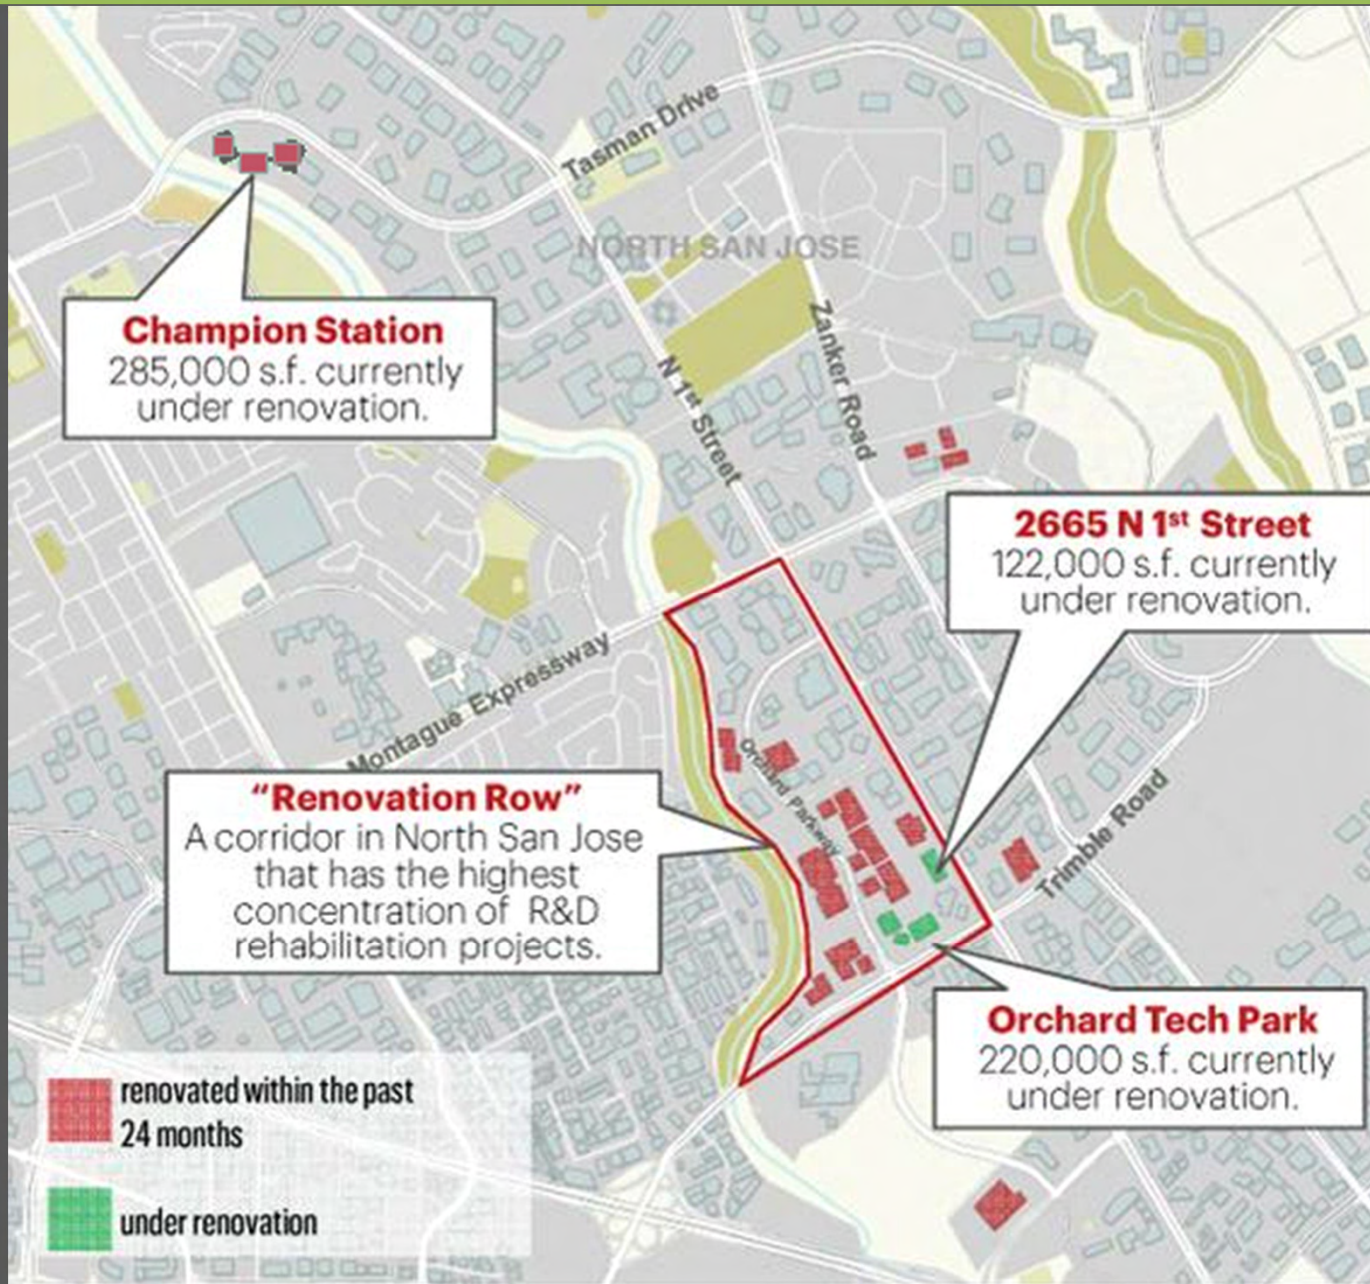 Tasman Drive
NORTH SAN JOSE
Champion Station
285,000 s.f. currently
under renovation.
N 1st Street
Zanker Road
2665 N 1st Street
122,000 s.f. currently
under renovation.
Montague Expressway
Orchard Parkway
Trimble Road
“Renovation Row”
A corridor in North San Jose
that has the highest
concentration of R&D
rehabilitation projects.
Orchard Tech Park
220,000 s.f. currently
under renovation.
renovated within the past
24 months
under renovation